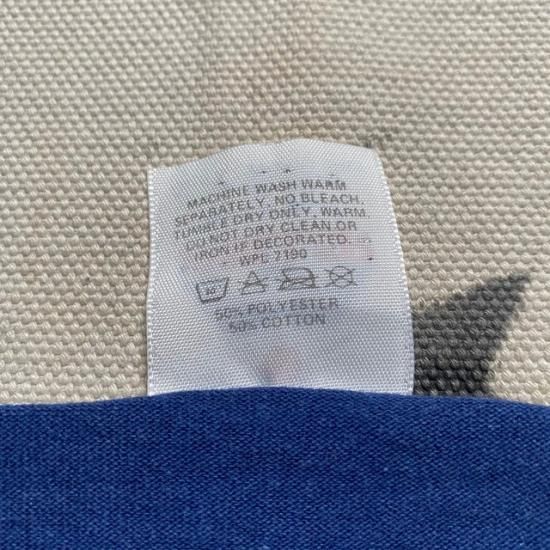 MACHINE WASH WARM
SEPARATELY, NO BLEACH,
TUMBLE DRY ONLY, WARM.
DO NOT DRY CLEAN OR
IRON IF DECORATED.
WPL 7190
50% POLYESTER
50% COTTON